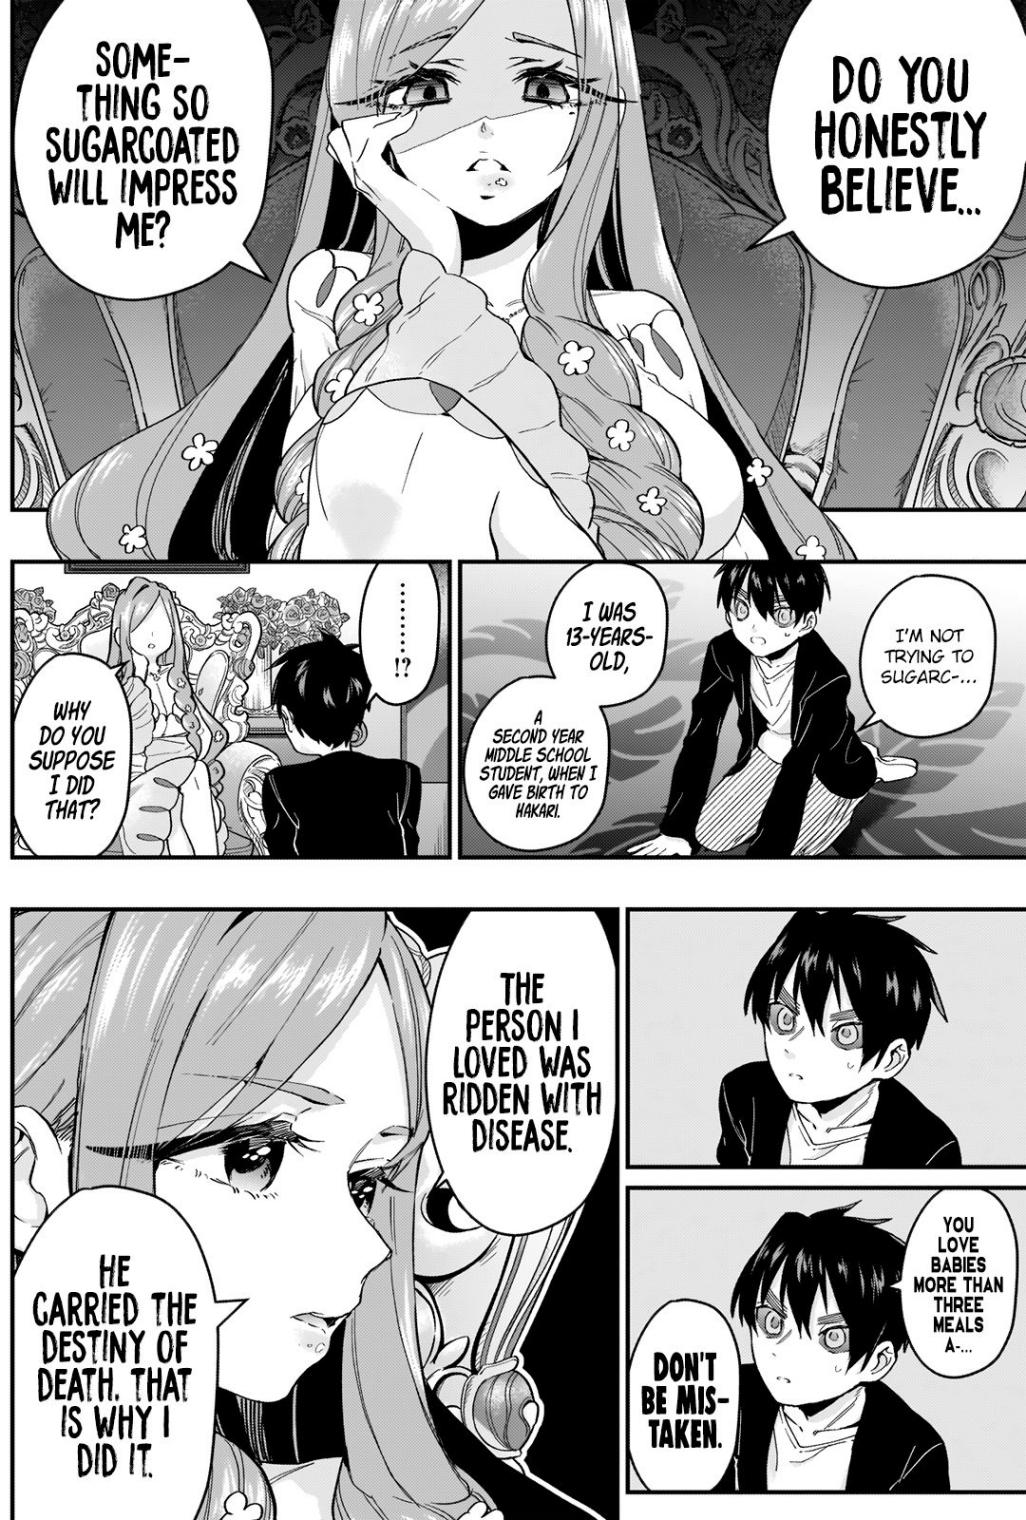 DO YOU
HONESTLY
BELIEVE...
SOME-
THING SO
SUGARCOATED
WILL IMPRESS
ME?
I'M NOT
TRYING TO
SUGARC-...
I WAS
13-YEARS-
OLD,
A
SECOND YEAR
MIDDLE SCHOOL
STUDENT, WHEN I
GAVE BIRTH TO
HAKARI.
.........!?
WHY
DO YOU
SUPPOSE
I DID
THAT?
YOU
LOVE
BABIES
MORE THAN
THREE
MEALS
A-...
DON'T
BE MIS-
TAKEN.
THE
PERSON I
LOVED WAS
RIDDEN WITH
DISEASE.
HE
CARRIED THE
DESTINY OF
DEATH. THAT
IS WHY I
DID IT.